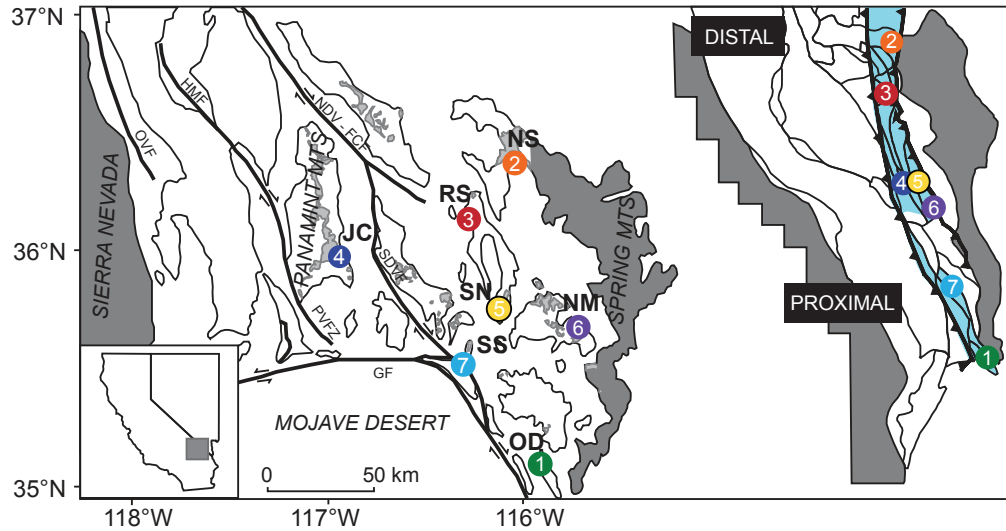 37°N
36°N
35°N
118°W
117°W
116°W
SIERRA NEVADA
OVF
HMF
PANAMINT MTS
NDV - FCF
SDVF
PVFZ
GF
MOJAVE DESERT
SPRING MTS
NS
2
RS
3
JC
4
SN
5
NM
6
SS
7
OD
1
0 50 km
DISTAL
PROXIMAL
2
3
4
5
6
7
1